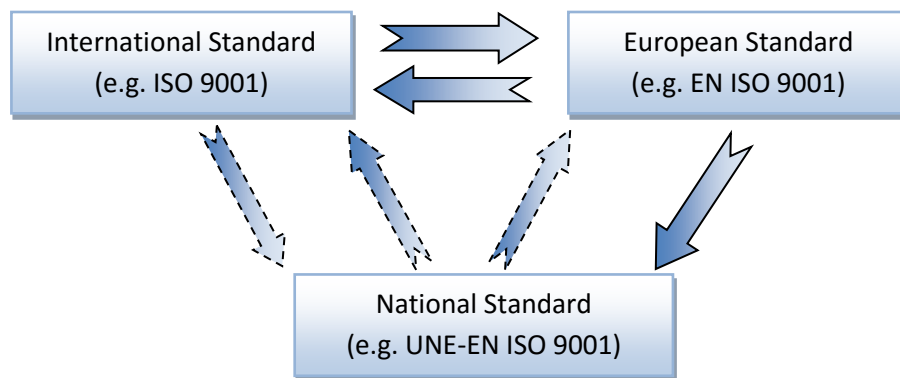 International Standard
(e.g. ISO 9001)
European Standard
(e.g. EN ISO 9001)
National Standard
(e.g. UNE-EN ISO 9001)